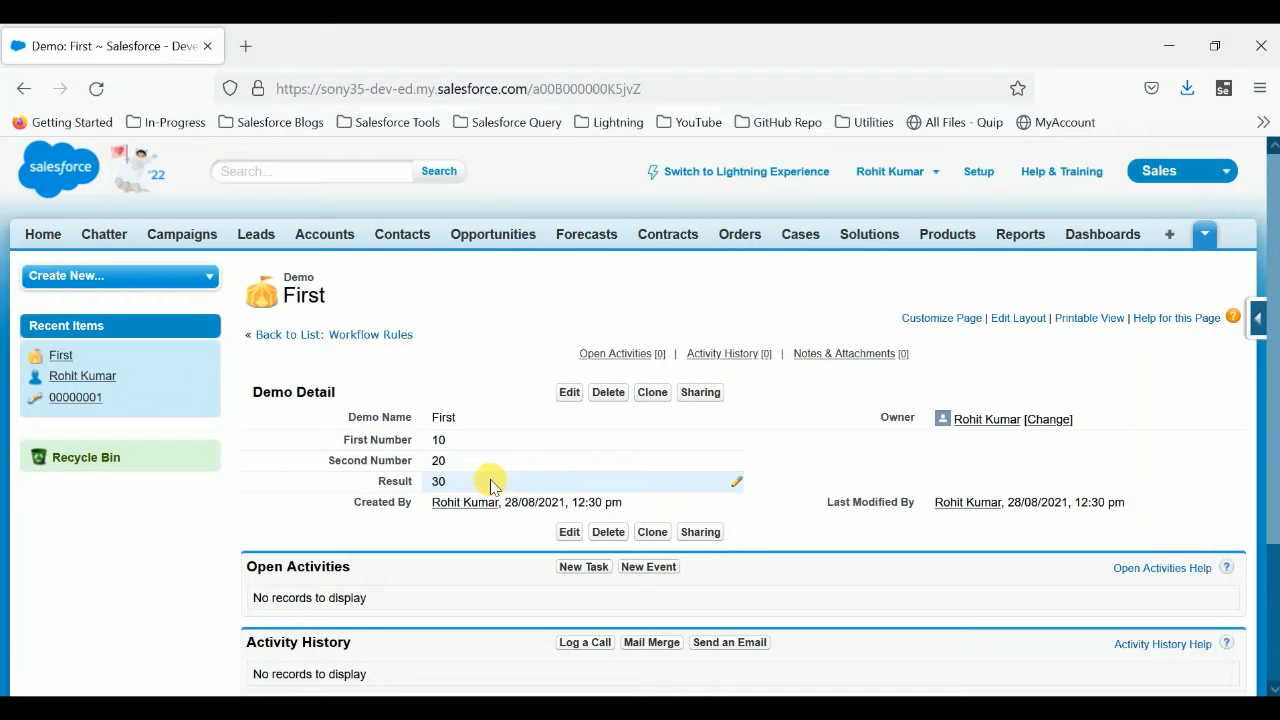 Demo: First ~ Salesforce - Deve
https://sony35-dev-ed.my.salesforce.com/a00B000000K5jvZ
Se
Getting Started In-Progress Salesforce Blogs Salesforce Tools Salesforce Query Lightning YouTube GitHub Repo Utilities All Files - Quip MyAccount
salesforce '22 Search... Search Switch to Lightning Experience Rohit Kumar Setup Help & Training Sales
Home Chatter Campaigns Leads Accounts Contacts Opportunities Forecasts Contracts Orders Cases Solutions Products Reports Dashboards +
Create New...
Recent Items
First
Rohit Kumar
00000001
Recycle Bin
Demo
First
Customize Page | Edit Layout | Printable View | Help for this Page ?
« Back to List: Workflow Rules
Open Activities [0] | Activity History [0] | Notes & Attachments [0]
Demo Detail Edit Delete Clone Sharing
Demo Name First Owner Rohit Kumar [Change]
First Number 10
Second Number 20
Result 30
Created By Rohit Kumar, 28/08/2021, 12:30 pm Last Modified By Rohit Kumar, 28/08/2021, 12:30 pm
Edit Delete Clone Sharing
Open Activities New Task New Event Open Activities Help ?
No records to display
Activity History Log a Call Mail Merge Send an Email Activity History Help ?
No records to display